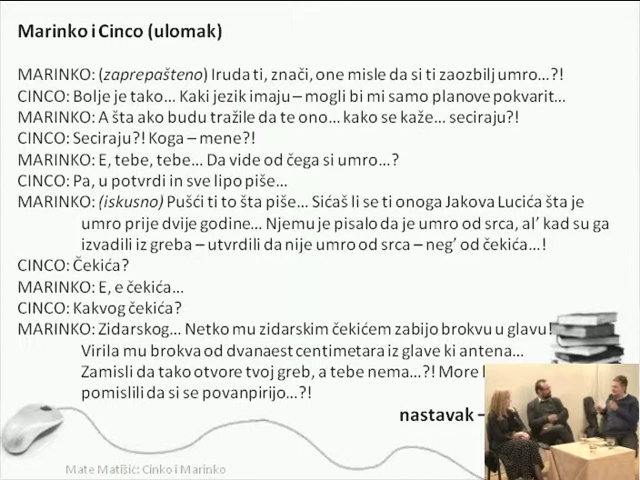 Marinko i Cinco (ulomak)
MARINKO: (zaprepašteno) Iruda ti, znači, one misle da si ti zaozbilj umro...?!
CINCO: Bolje je tako... Kaki jezik imaju – mogli bi mi samo planove pokvarit...
MARINKO: A šta ako budu tražile da te ono... kako se kaže... seciraju?!
CINCO: Seciraju?! Koga – mene?!
MARINKO: E, tebe, tebe... Da vide od čega si umro...?
CINCO: Pa, u potvrdi in sve lipo piše...
MARINKO: (iskusno) Pušći ti to šta piše... Sićaš li se ti onoga Jakova Lucića šta je
umro prije dvije godine... Njemu je pisalo da je umro od srca, al’ kad su ga
izvadili iz greba – utvrdili da nije umro od srca – neg’ od čekića...!
CINCO: Čekića?
MARINKO: E, e čekića...
CINCO: Kakvog čekića?
MARINKO: Zidarskog... Netko mu zidarskim čekićem zabijo brokvu u glavu!
Virila mu brokva od dvanaest centimetara iz glave ki antena...
Zamisli da tako otvore tvoj greb, a tebe nema...?! More
pomislili da si se povanpirijo...?!
nastavak –
Mate Matišić: Cinko i Marinko